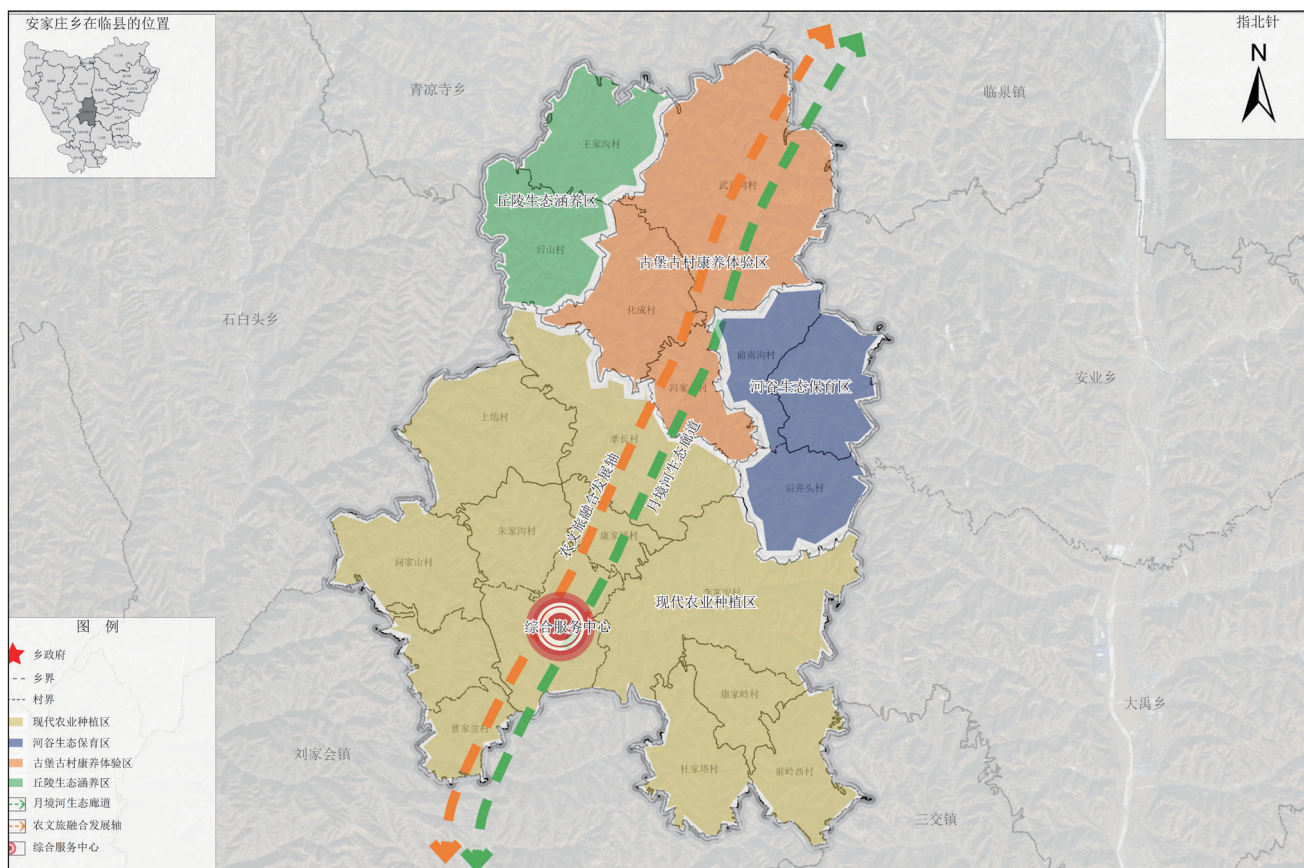 安家庄乡在临县的位置
指北针
N
青凉寺乡
临泉镇
王家沟村
丘陵生态涵养区
后山村
古堡古村康养体验区
化成村
石白头乡
前南沟村
河谷生态保育区
安业乡
上塌村
孝长村
月境河生态廊道
农文旅融合发展轴
后井头村
朱家沟村
现代农业种植区
综合服务中心
康家岭村
大禹乡
曹家岔村
刘家会镇
杜家塔村
前岭西村
三交镇
图 例
乡政府
乡界
村界
现代农业种植区
河谷生态保育区
古堡古村康养体验区
丘陵生态涵养区
月境河生态廊道
农文旅融合发展轴
综合服务中心